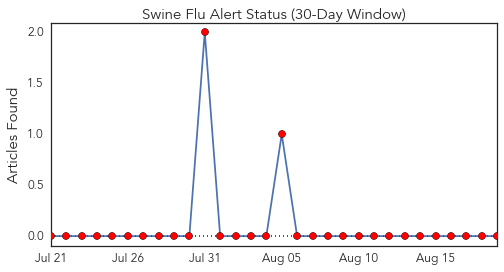 Swine Flu Alert Status (30-Day Window)
2.0
1.5
1.0
0.5
0.0
Articles Found
Jul 21 Jul 26 Jul 31 Aug 05 Aug 10 Aug 15